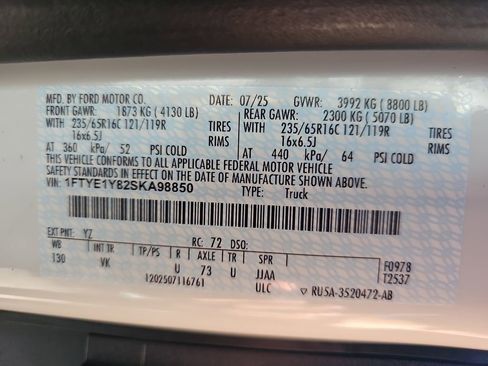 MFD. BY FORD MOTOR CO. DATE: 07/25 GVWR: 3992 KG ( 8800 LB)
FRONT GAWR: 1873 KG ( 4130 LB) REAR GAWR: 2300 KG ( 5070 LB)
WITH 235/65R16C 121/119R TIRES WITH 235/65R16C 121/119R TIRES
16x6.5J RIMS 16x6.5J RIMS
AT 360 kPa/ 52 PSI COLD AT 440 kPa/ 64 PSI COLD
THIS VEHICLE CONFORMS TO ALL APPLICABLE FEDERAL MOTOR VEHICLE
SAFETY STANDARDS IN EFFECT ON THE DATE OF MANUFACTURE SHOWN ABOVE.
VIN: 1FTYE1Y82SKA98850
TYPE: Truck
EXT PNT: YZ RC: 72 DSO:
WB INT TR TP/PS R AXLE TR SPR F0978
130 VK U 73 U JJAA T2537
1202507116761 ULC ▽ RU5A-3520472-AB